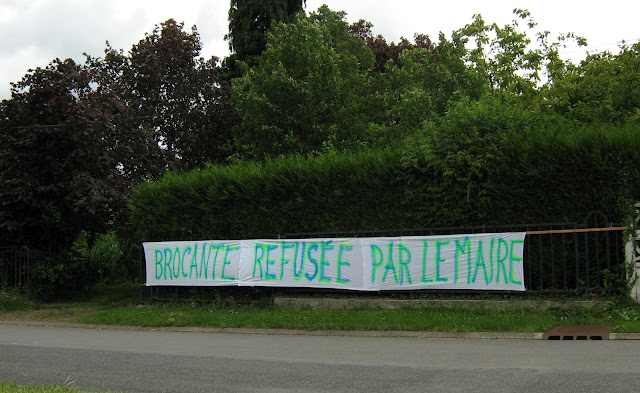 BROCANTE REFUSÉE PAR LE MAIRE